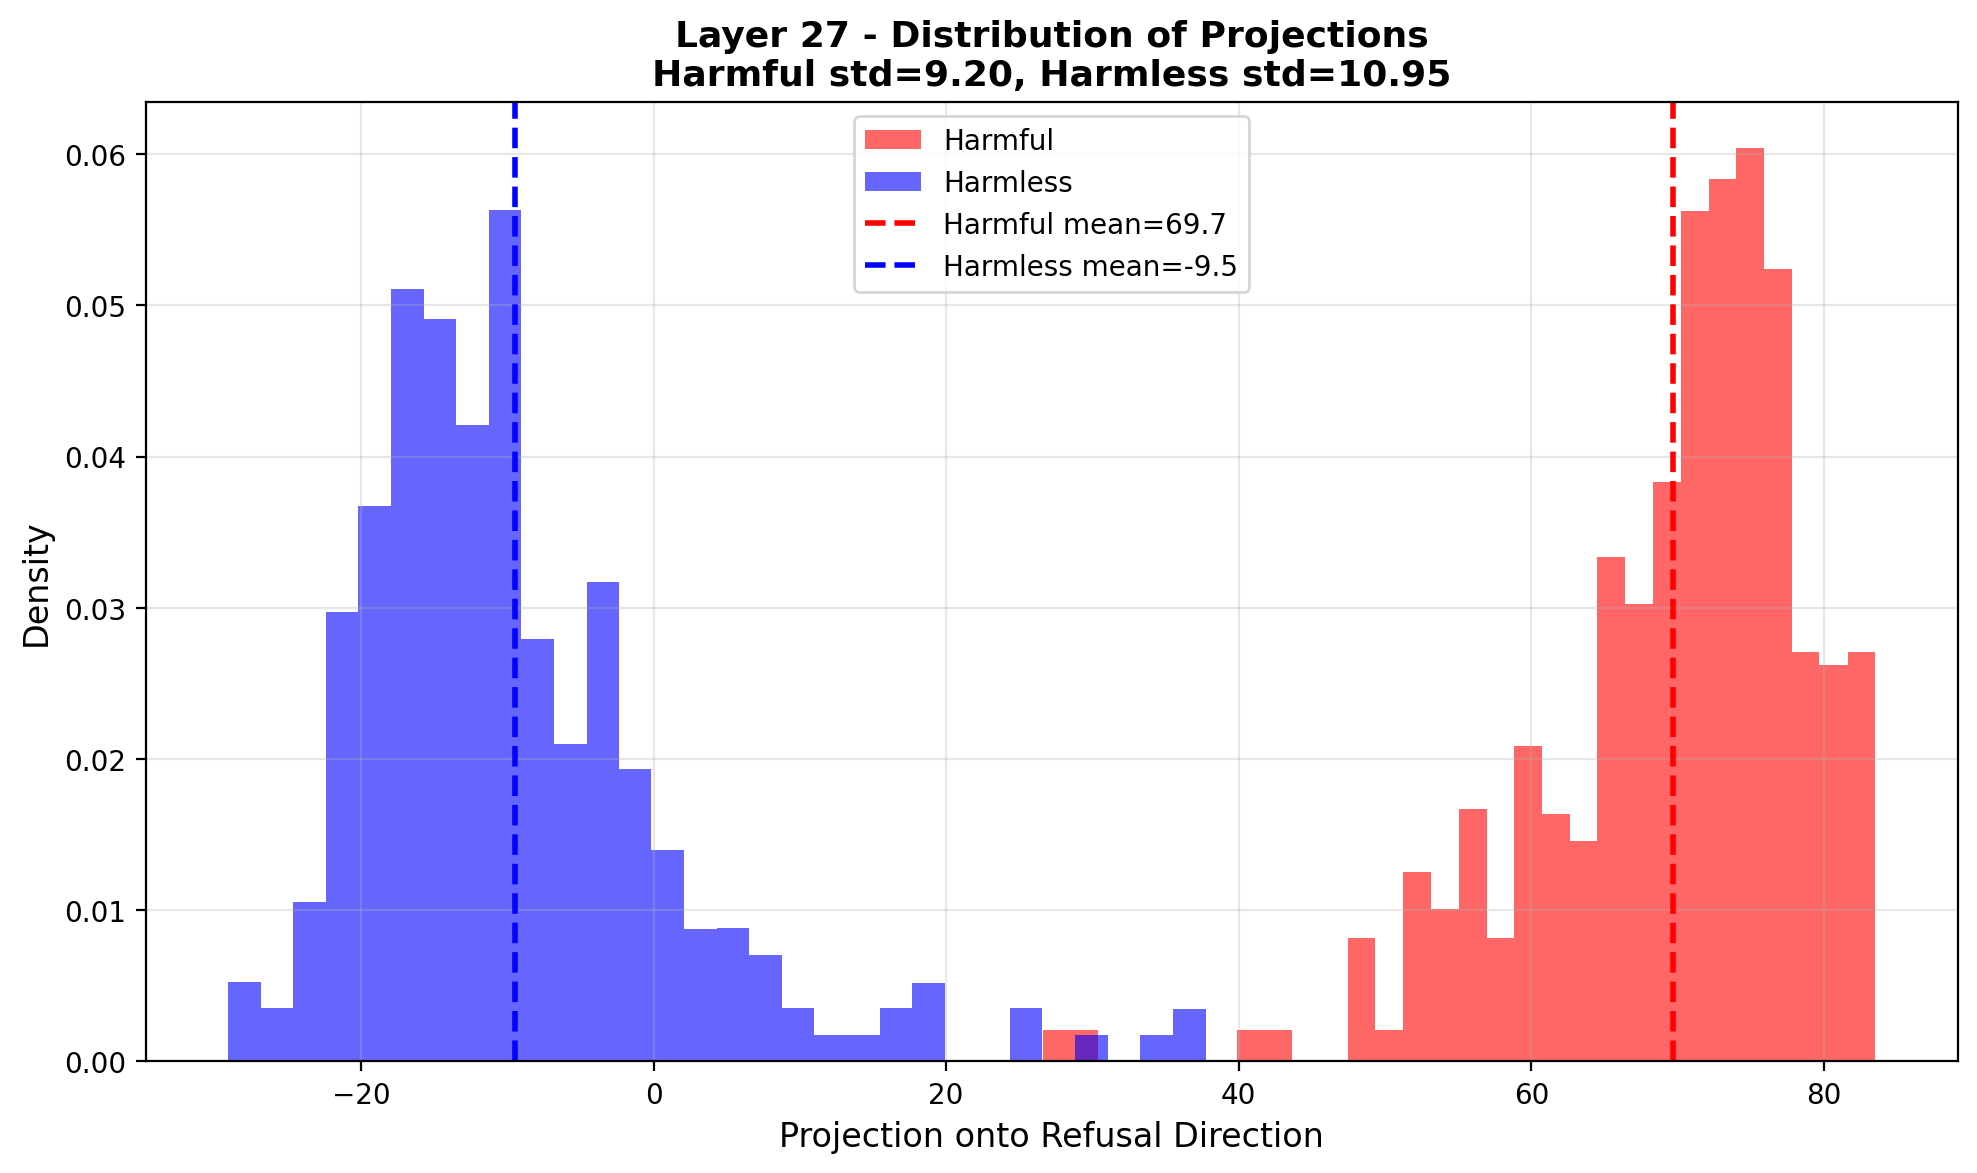 Layer 27 - Distribution of Projections
Harmful std=9.20, Harmless std=10.95
Harmful
Harmless
Harmful mean=69.7
Harmless mean=-9.5
0.06
0.05
0.04
0.03
0.02
0.01
0.00
Density
−20
0
20
40
60
80
Projection onto Refusal Direction